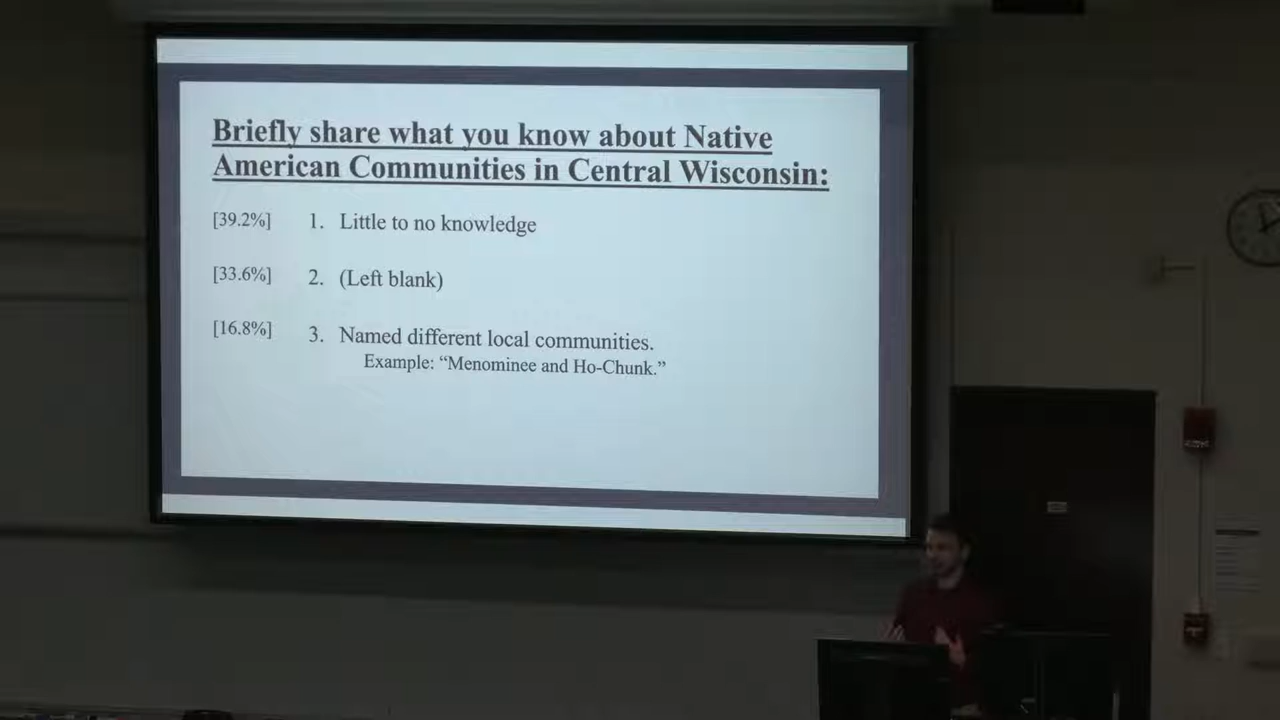 Briefly share what you know about Native
American Communities in Central Wisconsin:
[39.2%] 1. Little to no knowledge
[33.6%] 2. (Left blank)
[16.8%] 3. Named different local communities.
Example: “Menominee and Ho-Chunk.”